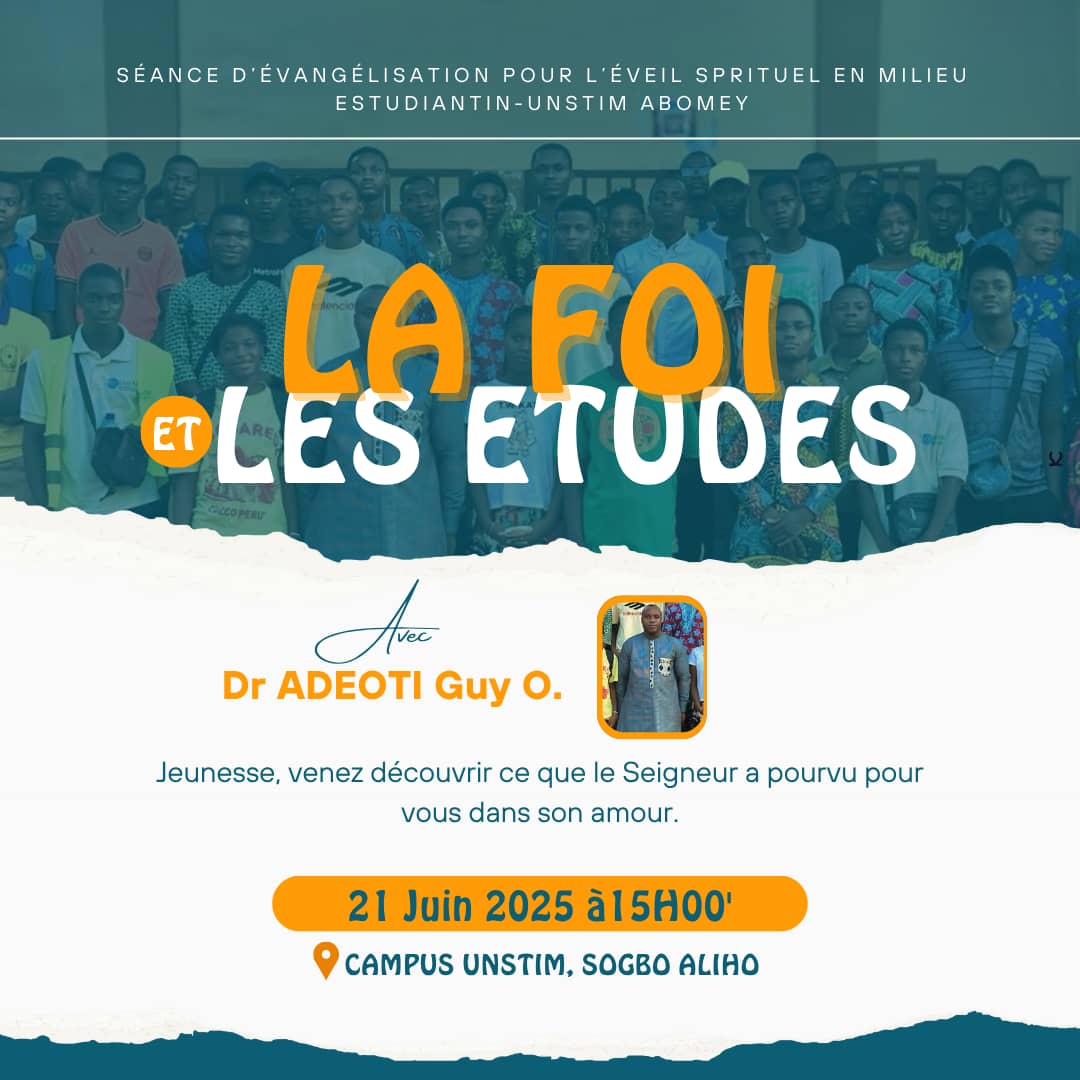 SÉANCE D'ÉVANGÉLISATION POUR L'ÉVEIL SPRITUEL EN MILIEU
ESTUDIANTIN-UNSTIM ABOMEY
LA FOI
ET LES ETUDES
Avec
Dr ADEOTI Guy O.
Jeunesse, venez découvrir ce que le Seigneur a pourvu pour
vous dans son amour.
21 Juin 2025 à15H00'
CAMPUS UNSTIM, SOGBO ALIHO